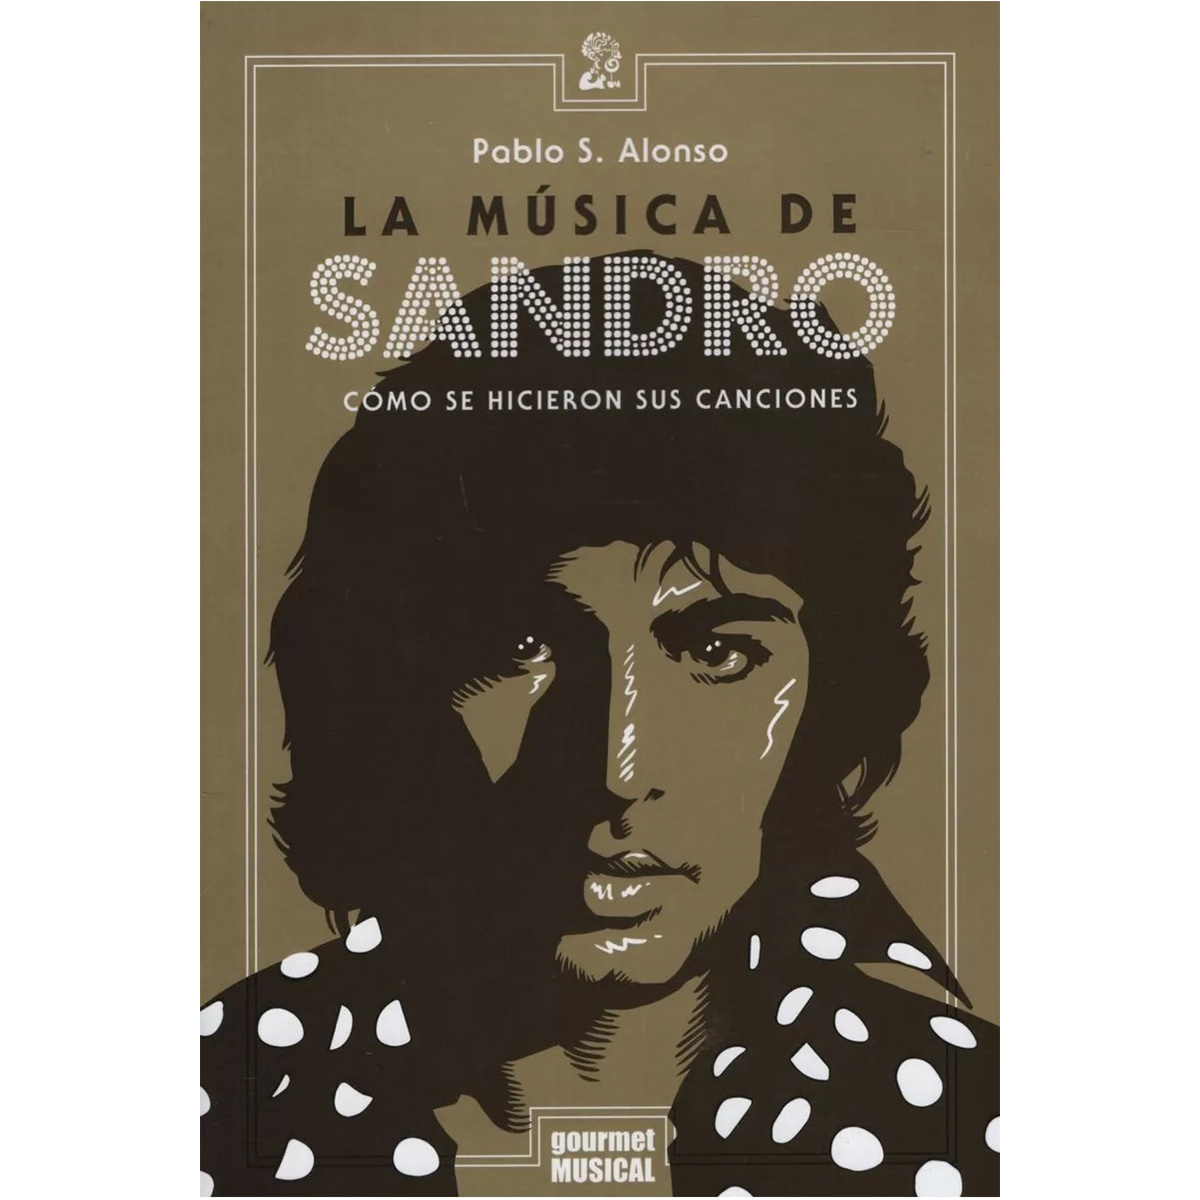 Pablo S. Alonso
LA MÚSICA DE
SANDRO
CÓMO SE HICIERON SUS CANCIONES
gourmet
MUSICAL